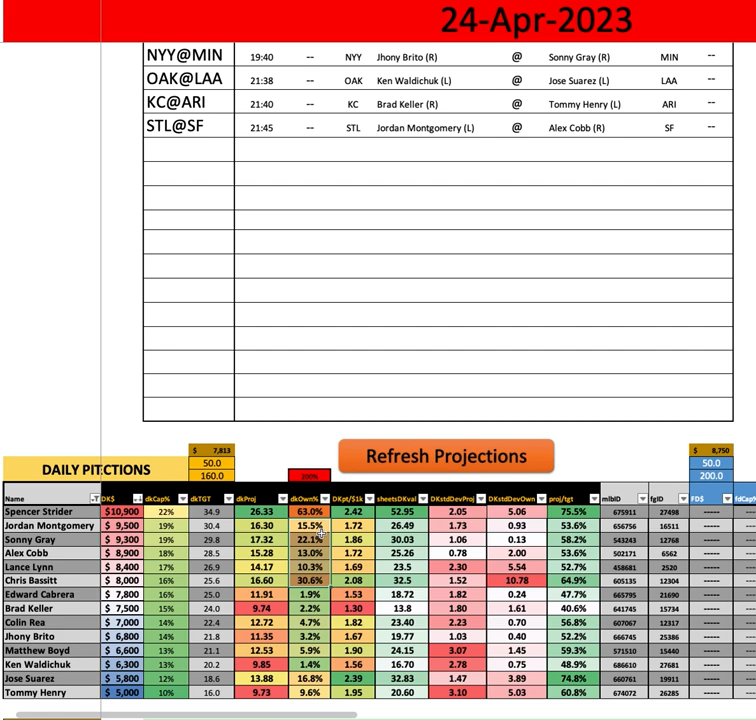 24-Apr-2023
NYY@MIN 19:40 -- NYY Jhony Brito (R) @ Sonny Gray (R) MIN --
OAK@LAA 21:38 -- OAK Ken Waldichuk (L) @ Jose Suarez (L) LAA --
KC@ARI 21:40 -- KC Brad Keller (R) @ Tommy Henry (L) ARI --
STL@SF 21:45 -- STL Jordan Montgomery (L) @ Alex Cobb (R) SF --
$ 7,813 $ 8,750
Refresh Projections
DAILY PITCTIONS 50.0 50.0
160.0 200% 200.0
Name DK$ dkCap% dkTGT dkProj dkOwn% DKpt/$1k sheetsDKval DKstdDevProj DKstdDevOwn proj/tgt mlbID fgID FD$ fdCap%
Spencer Strider $10,900 22% 34.9 26.33 63.0% 2.42 52.95 2.05 5.06 75.5% 675911 27498 -----
Jordan Montgomery $ 9,500 19% 30.4 16.30 15.5% 1.72 26.49 1.73 0.93 53.6% 656756 16511 -----
Sonny Gray $ 9,300 19% 29.8 17.32 22.1% 1.86 30.03 1.06 0.13 58.2% 543243 12768 -----
Alex Cobb $ 8,900 18% 28.5 15.28 13.0% 1.72 25.26 0.78 2.00 53.6% 502171 6562 -----
Lance Lynn $ 8,400 17% 26.9 14.17 10.3% 1.69 23.5 2.30 5.54 52.7% 458681 2520 -----
Chris Bassitt $ 8,000 16% 25.6 16.60 30.6% 2.08 32.5 1.52 10.78 64.9% 605135 12304 -----
Edward Cabrera $ 7,800 16% 25.0 11.91 1.9% 1.53 18.72 1.82 0.24 47.7% 665795 21690 -----
Brad Keller $ 7,500 15% 24.0 9.74 2.2% 1.30 13.8 1.80 1.61 40.6% 641745 15734 -----
Colin Rea $ 7,000 14% 22.4 12.72 4.7% 1.82 23.40 2.23 0.70 56.8% 607067 12317 -----
Jhony Brito $ 6,800 14% 21.8 11.35 3.2% 1.67 19.77 1.03 0.40 52.2% 666745 25386 -----
Matthew Boyd $ 6,600 13% 21.1 12.53 5.9% 1.90 24.15 3.07 1.45 59.3% 571510 15440 -----
Ken Waldichuk $ 6,300 13% 20.2 9.85 1.4% 1.56 16.70 2.78 0.75 48.9% 686610 27681 -----
Jose Suarez $ 5,800 12% 18.6 13.88 16.8% 2.39 32.83 1.47 3.89 74.8% 660761 19911 -----
Tommy Henry $ 5,000 10% 16.0 9.73 9.6% 1.95 20.60 3.10 5.03 60.8% 674072 26285 -----